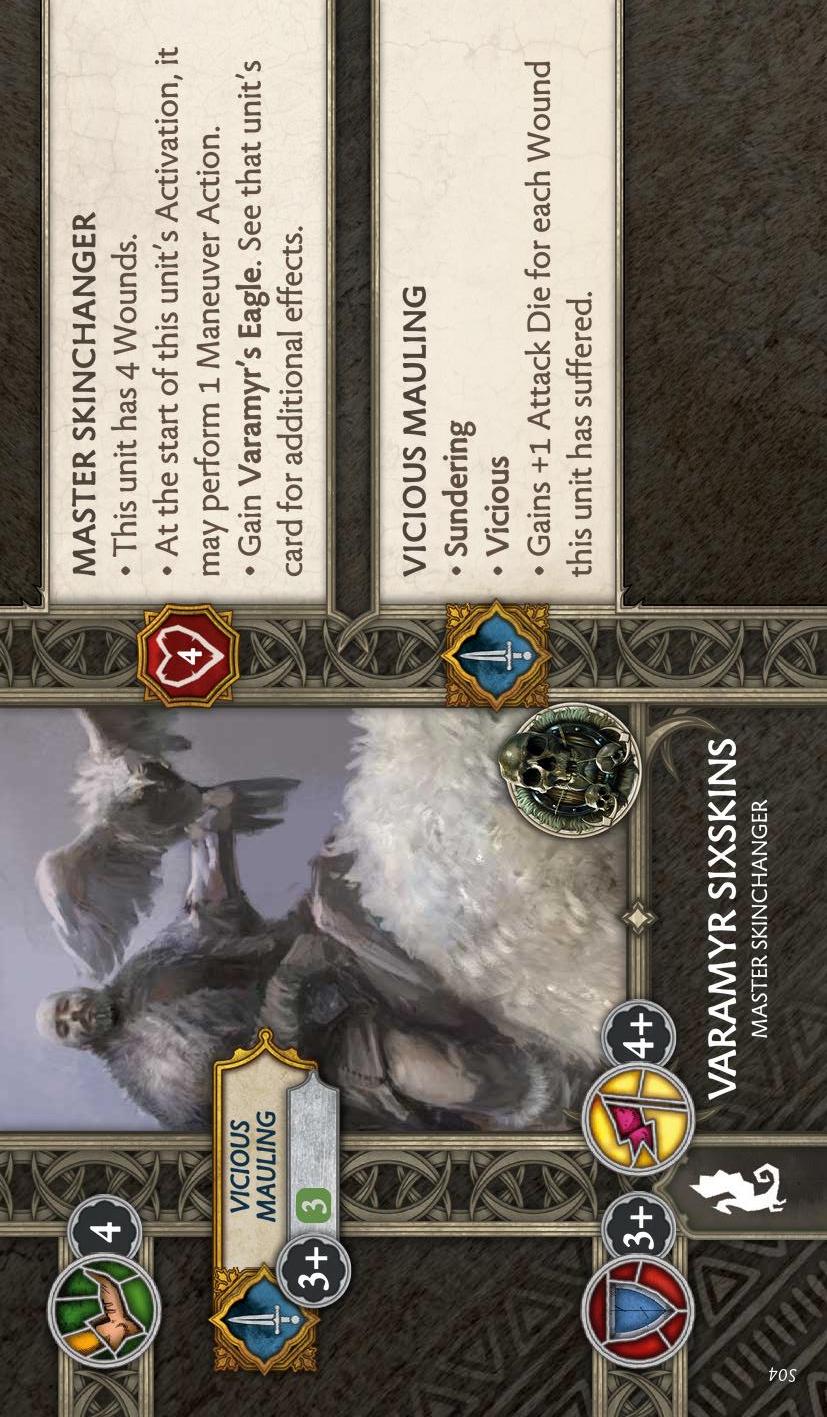 4
VICIOUS
MAULING
3+
3
3+
4+
VARAMYR SIXSKINS
MASTER SKINCHANGER
S04
4
MASTER SKINCHANGER
• This unit has 4 Wounds.
• At the start of this unit's Activation, it
may perform 1 Maneuver Action.
• Gain Varamyr's Eagle. See that unit's
card for additional effects.
VICIOUS MAULING
• Sundering
• Vicious
• Gains +1 Attack Die for each Wound
this unit has suffered.